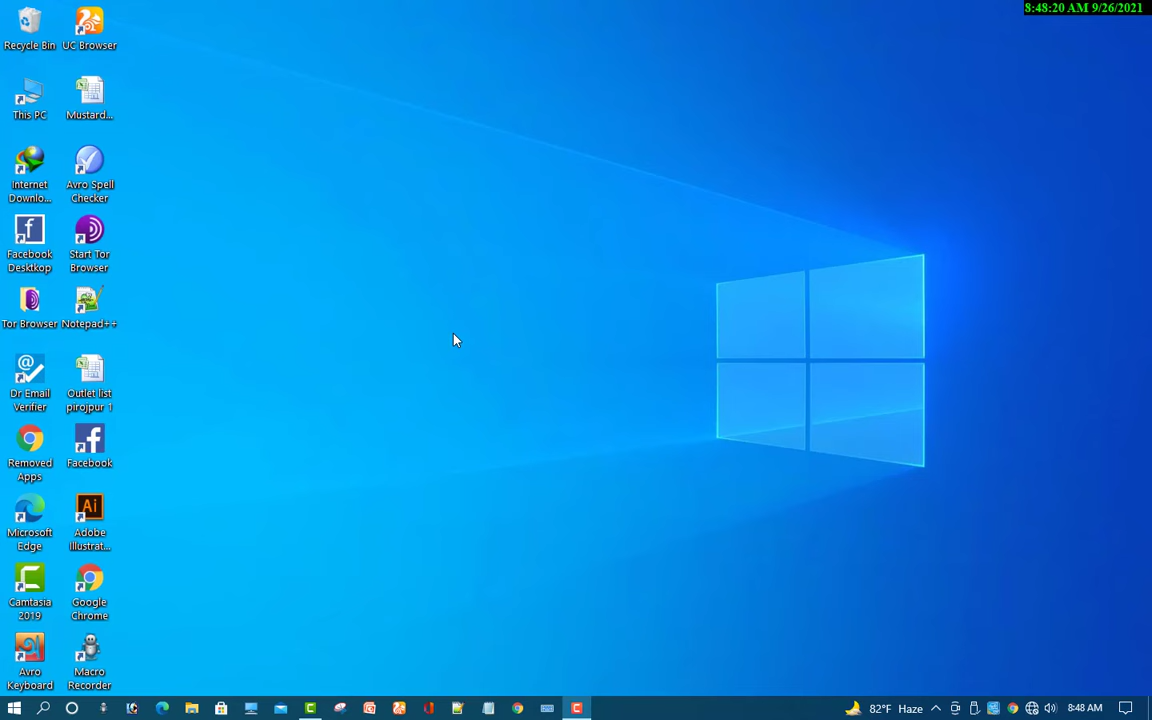 8:48:20 AM 9/26/2021
Recycle Bin
UC Browser
This PC
Mustard...
Internet
Downlo...
Avro Spell
Checker
Facebook
Desktkop
Start Tor
Browser
Tor Browser
Notepad++
Dr Email
Verifier
Outlet list
pirojpur 1
Removed
Apps
Facebook
Microsoft
Edge
Ai
Adobe
Illustrat...
Camtasia
2019
Google
Chrome
Avro
Keyboard
Macro
Recorder
82°F Haze
8:48 AM